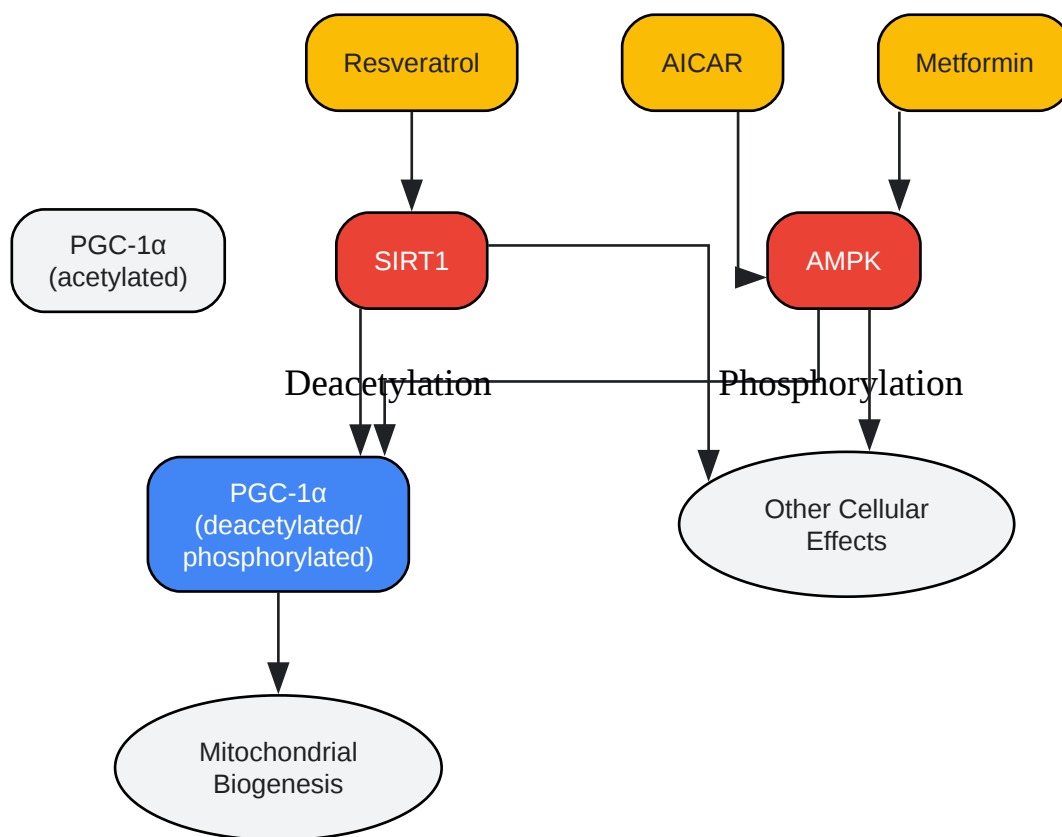 Resveratrol
AICAR
Metformin
PGC-1α
(acetylated)
SIRT1
AMPK
Deacetylation
Phosphorylation
PGC-1α
(deacetylated/
phosphorylated)
Other Cellular
Effects
Mitochondrial
Biogenesis